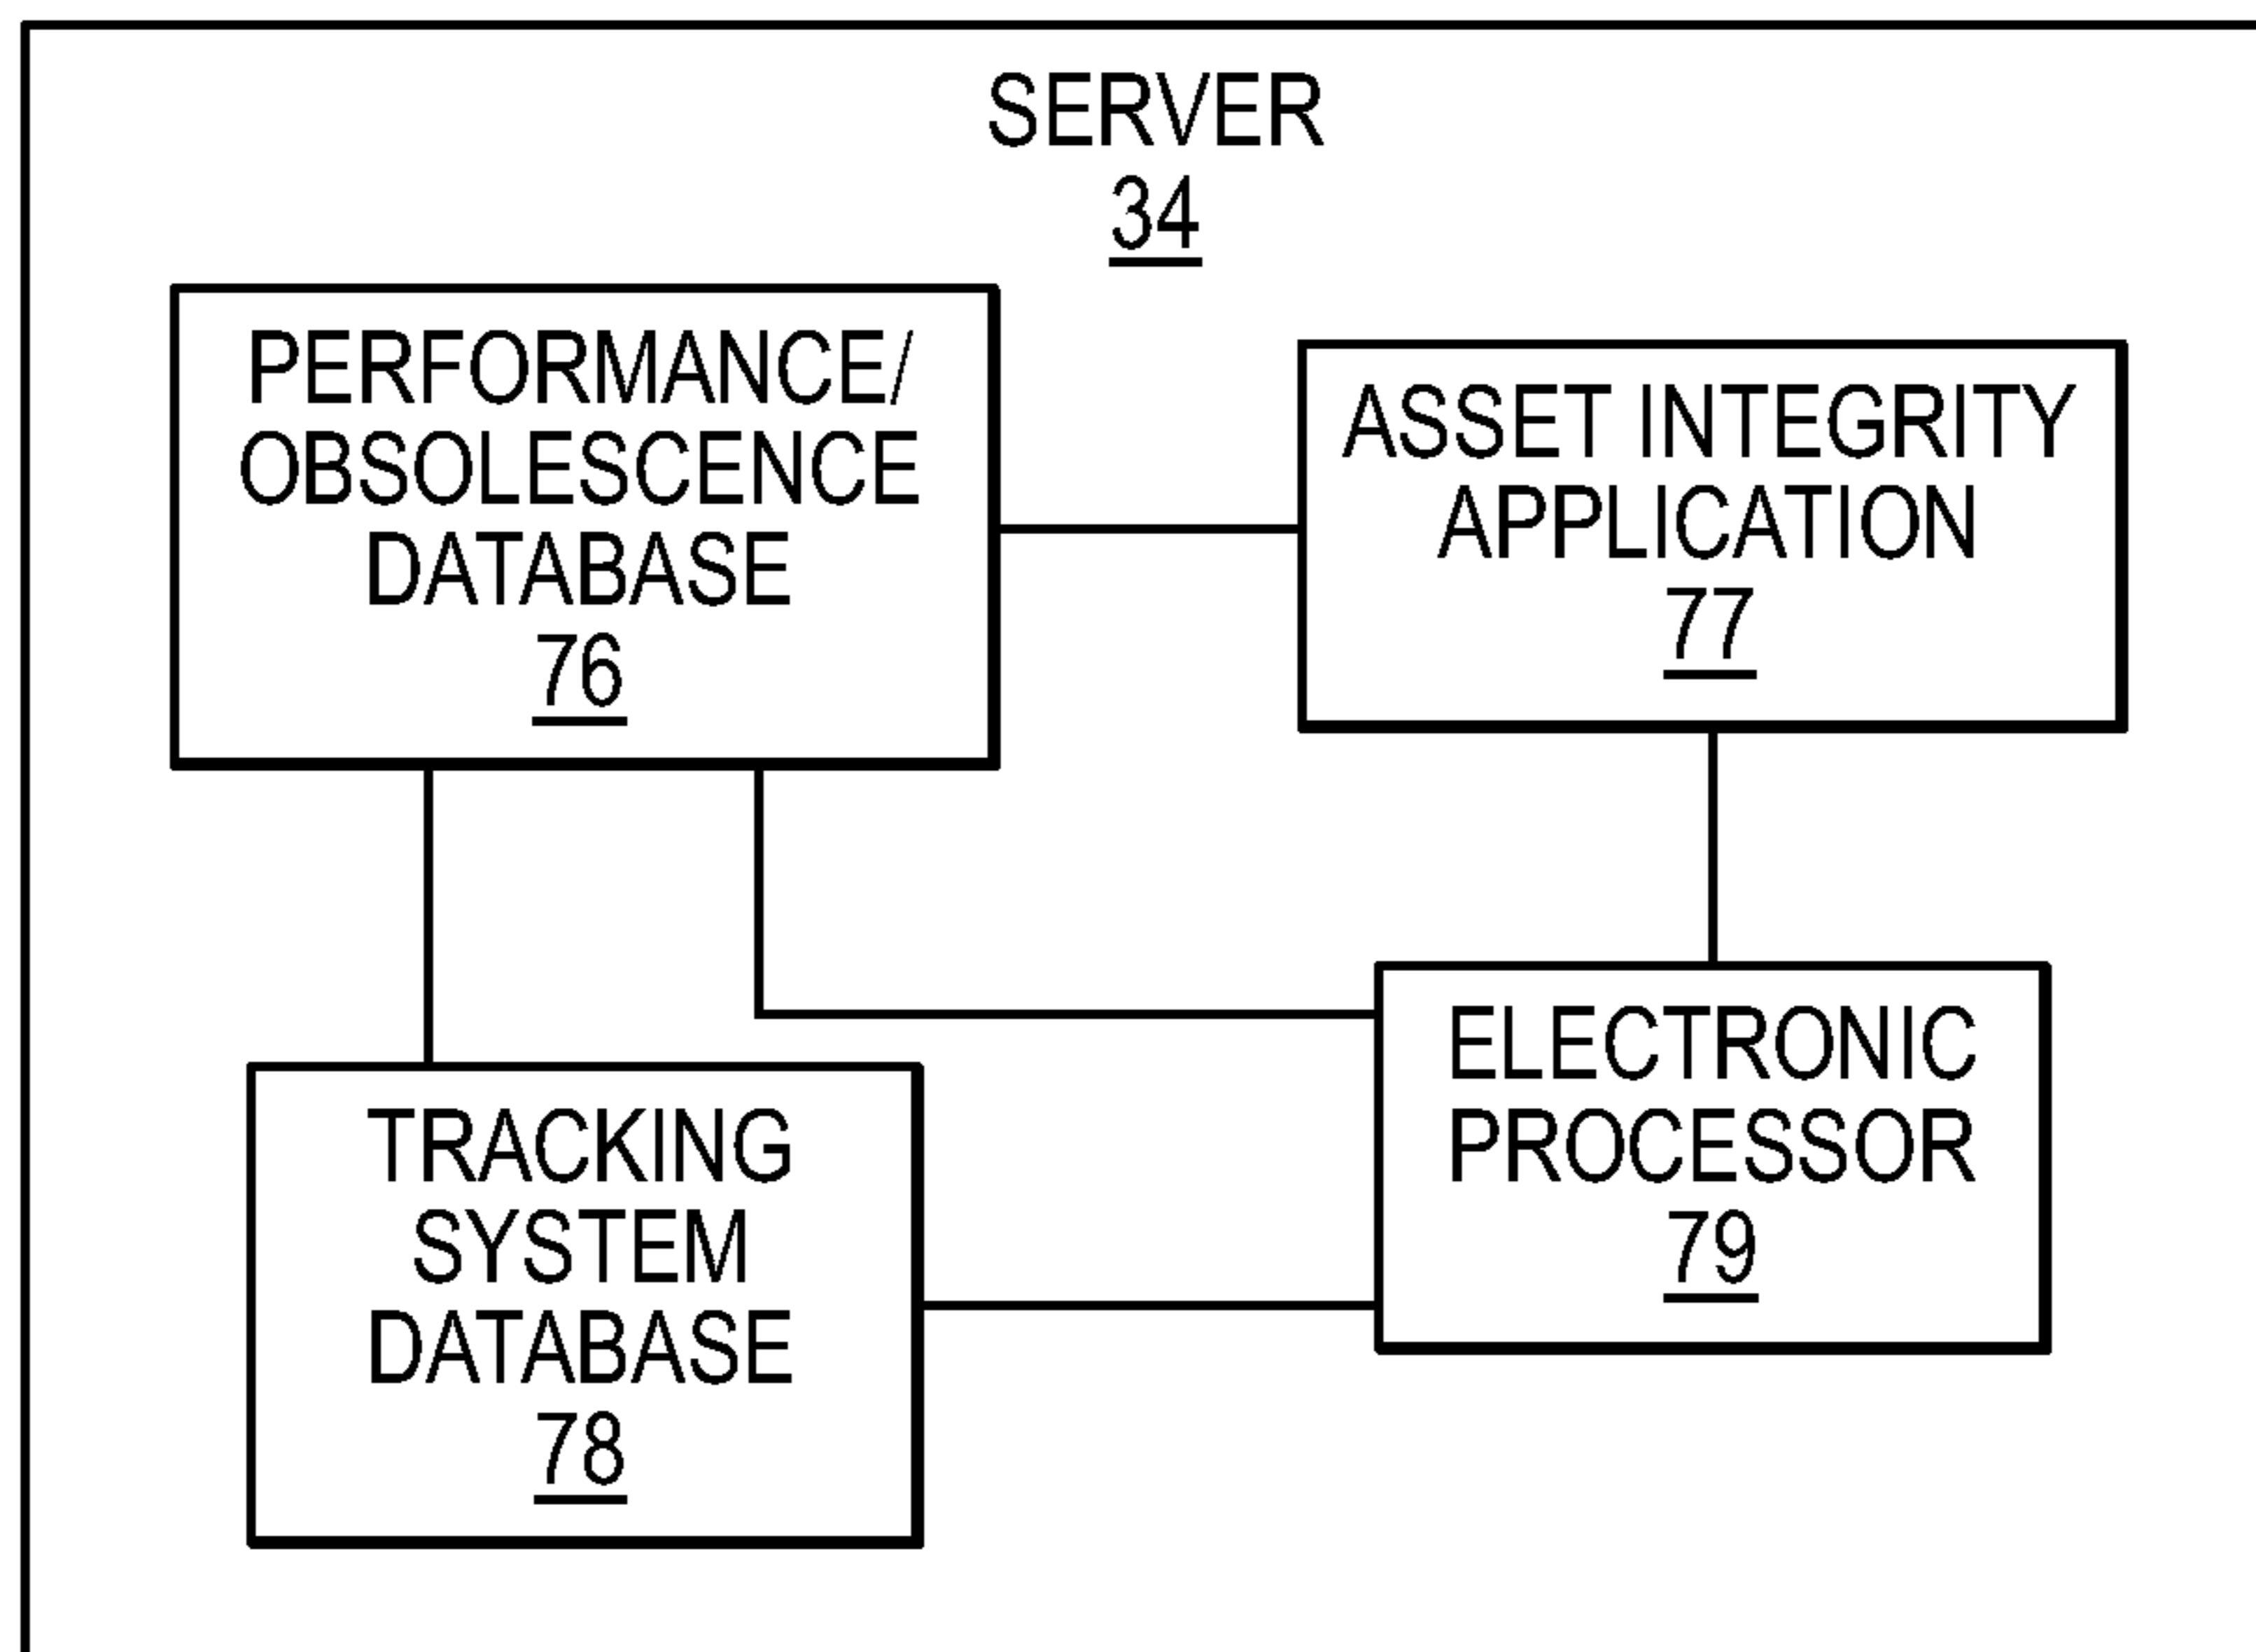 SERVER
34
PERFORMANCE/
OBSOLESCENCE
DATABASE
76
ASSET INTEGRITY
APPLICATION
77
TRACKING
SYSTEM
DATABASE
78
ELECTRONIC
PROCESSOR
79